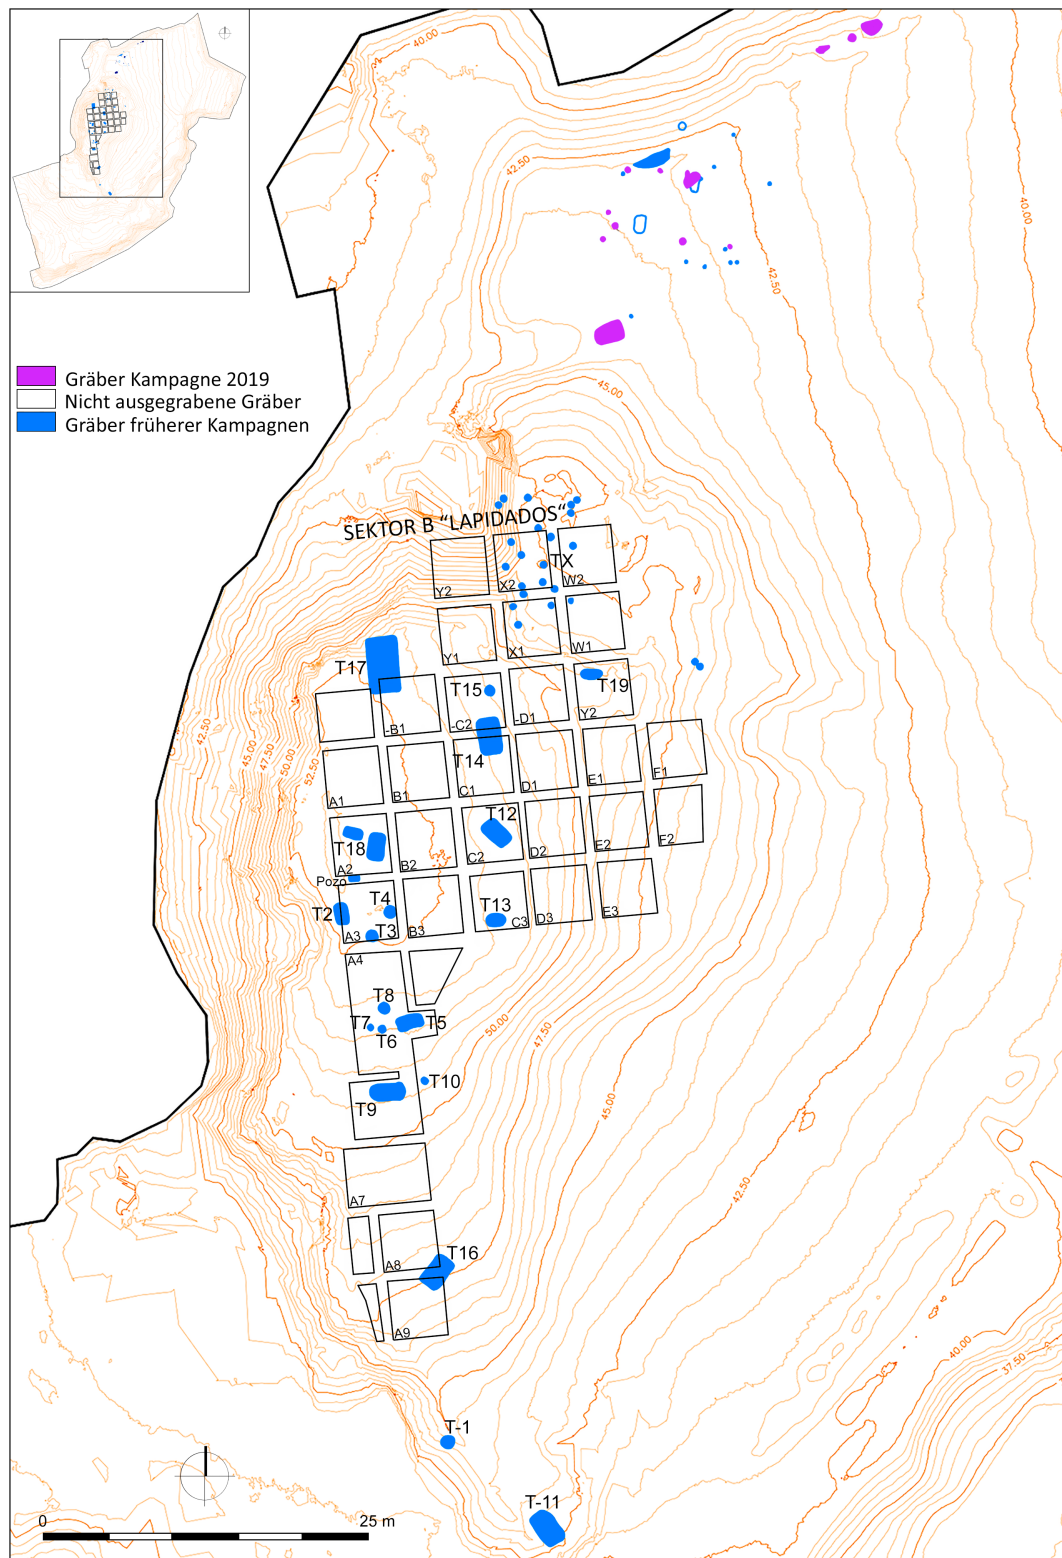 40.00
42.50
40.00
42.50
Gräber Kampagne 2019
Nicht ausgegrabene Gräber
Gräber früherer Kampagnen
45.00
SEKTOR B “LAPIDADOS“
TX
Y2
X2
W2
Y1
X1
W1
T17
T15
T19
-B1
-C2
-D1
Y2
42.50
45.00
47.50
50.00
52.50
T14
A1
B1
C1
D1
E1
F1
T12
T18
A2
B2
C2
D2
E2
F2
Pozo
T2
T4
T13
A3
T3
B3
C3
D3
E3
A4
T8
T7
T6
T5
50.00
47.50
T10
T9
45.00
A7
42.50
T16
A8
A9
40.00
37.50
T-1
T-11
0
25 m